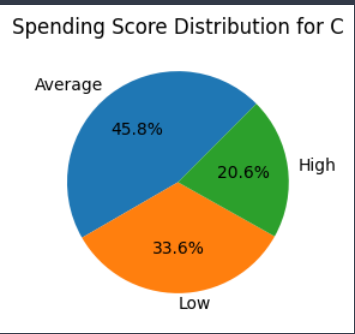 Spending Score Distribution for C
Average
45.8%
20.6%
High
33.6%
Low